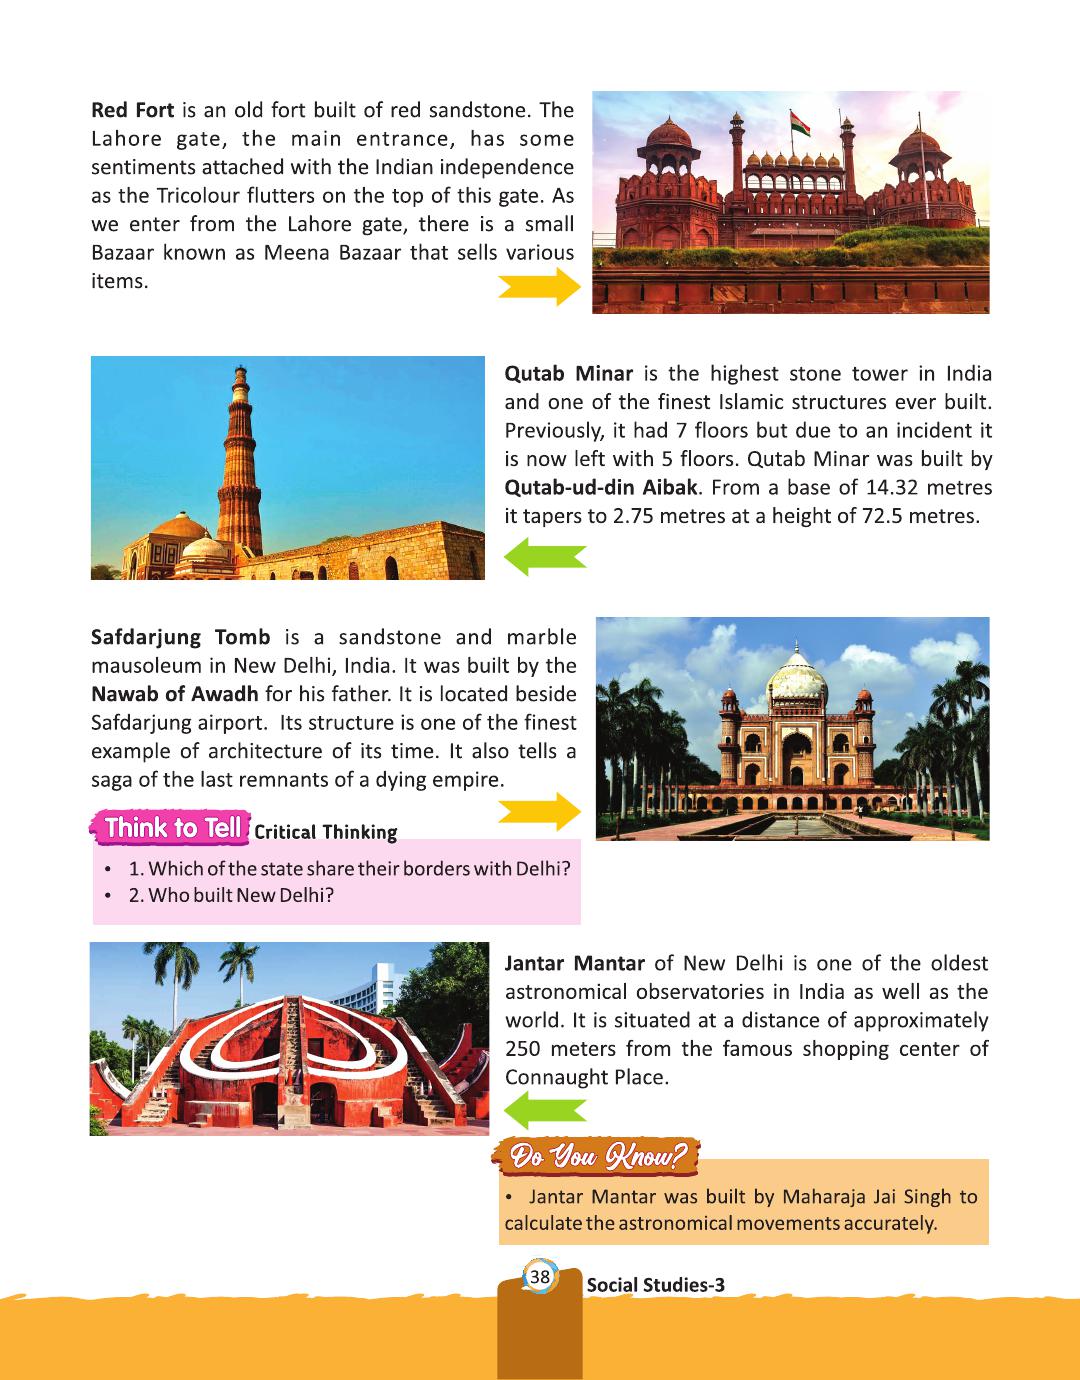 Red Fort is an old fort built of red sandstone. The
Lahore gate, the main entrance, has some
sentiments attached with the Indian independence
as the Tricolour flutters on the top of this gate. As
we enter from the Lahore gate, there is a small
Bazaar known as Meena Bazaar that sells various
items.
Qutab Minar is the highest stone tower in India
and one of the finest Islamic structures ever built.
Previously, it had 7 floors but due to an incident it
is now left with 5 floors. Qutab Minar was built by
Qutab-ud-din Aibak. From a base of 14.32 metres
it tapers to 2.75 metres at a height of 72.5 metres.
Safdarjung Tomb is a sandstone and marble
mausoleum in New Delhi, India. It was built by the
Nawab of Awadh for his father. It is located beside
Safdarjung airport. Its structure is one of the finest
example of architecture of its time. It also tells a
saga of the last remnants of a dying empire.
Think to Tell Critical Thinking
• 1. Which of the state share their borders with Delhi?
• 2. Who built New Delhi?
Jantar Mantar of New Delhi is one of the oldest
astronomical observatories in India as well as the
world. It is situated at a distance of approximately
250 meters from the famous shopping center of
Connaught Place.
Do You Know?
• Jantar Mantar was built by Maharaja Jai Singh to
calculate the astronomical movements accurately.
38 Social Studies-3